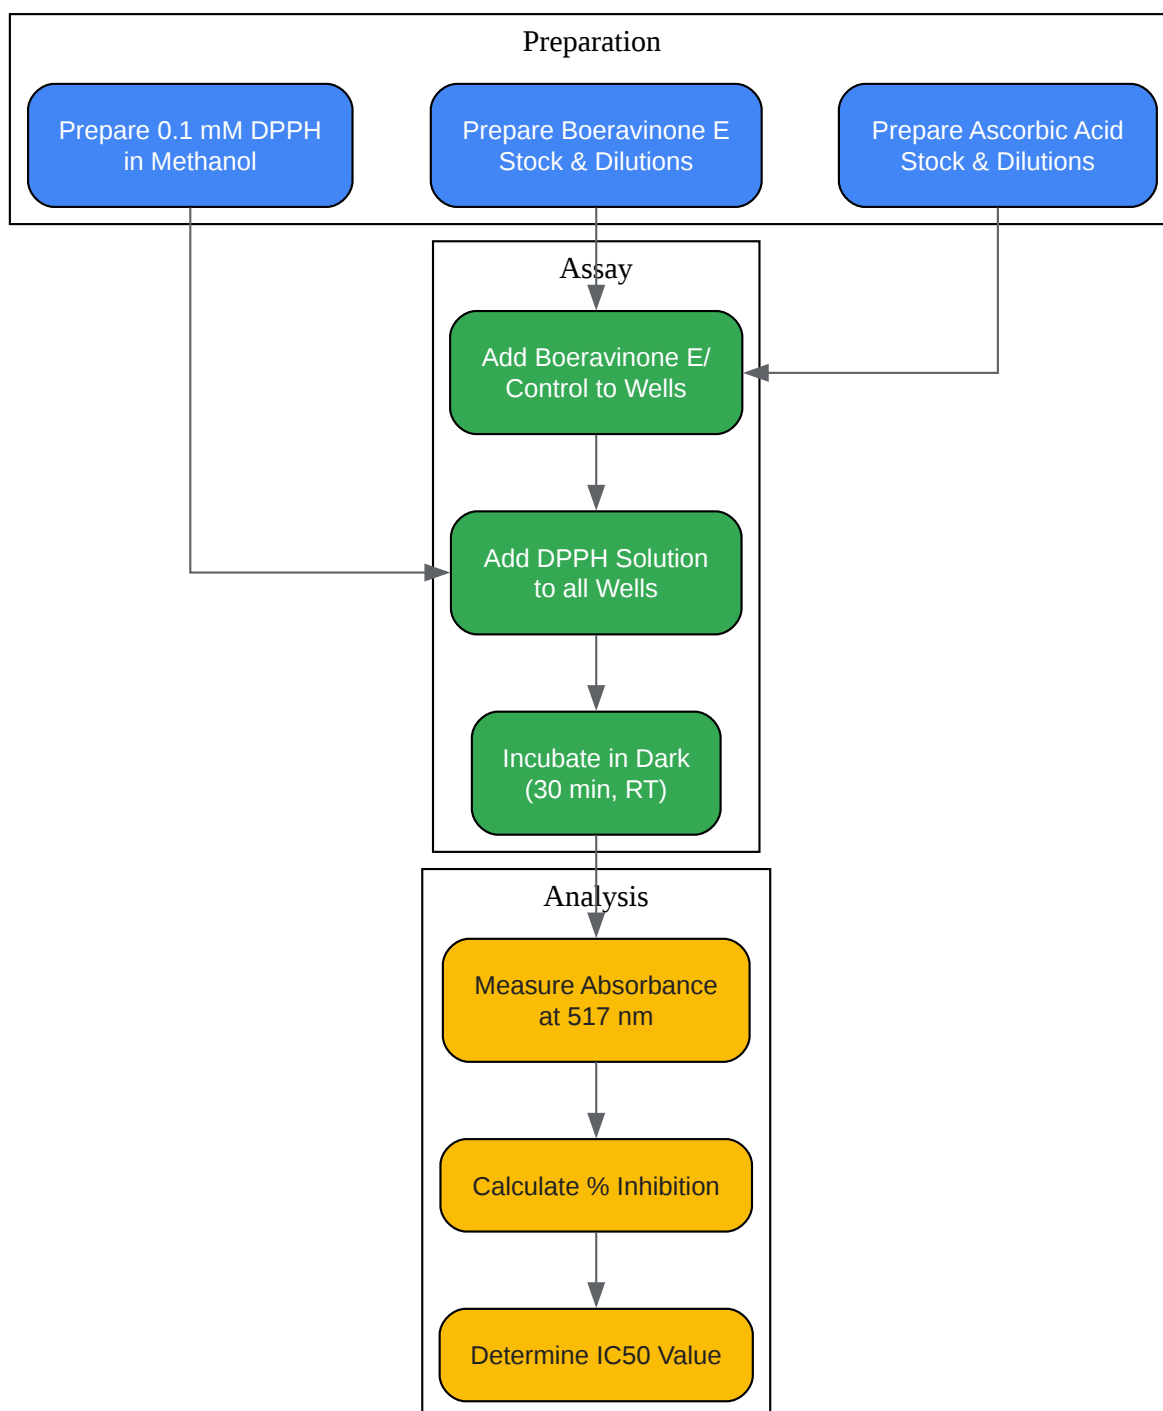 Preparation
Prepare 0.1 mM DPPH
in Methanol
Prepare Boeravinone E
Stock & Dilutions
Prepare Ascorbic Acid
Stock & Dilutions
Assay
Add Boeravinone E/
Control to Wells
Add DPPH Solution
to all Wells
Incubate in Dark
(30 min, RT)
Analysis
Measure Absorbance
at 517 nm
Calculate % Inhibition
Determine IC50 Value